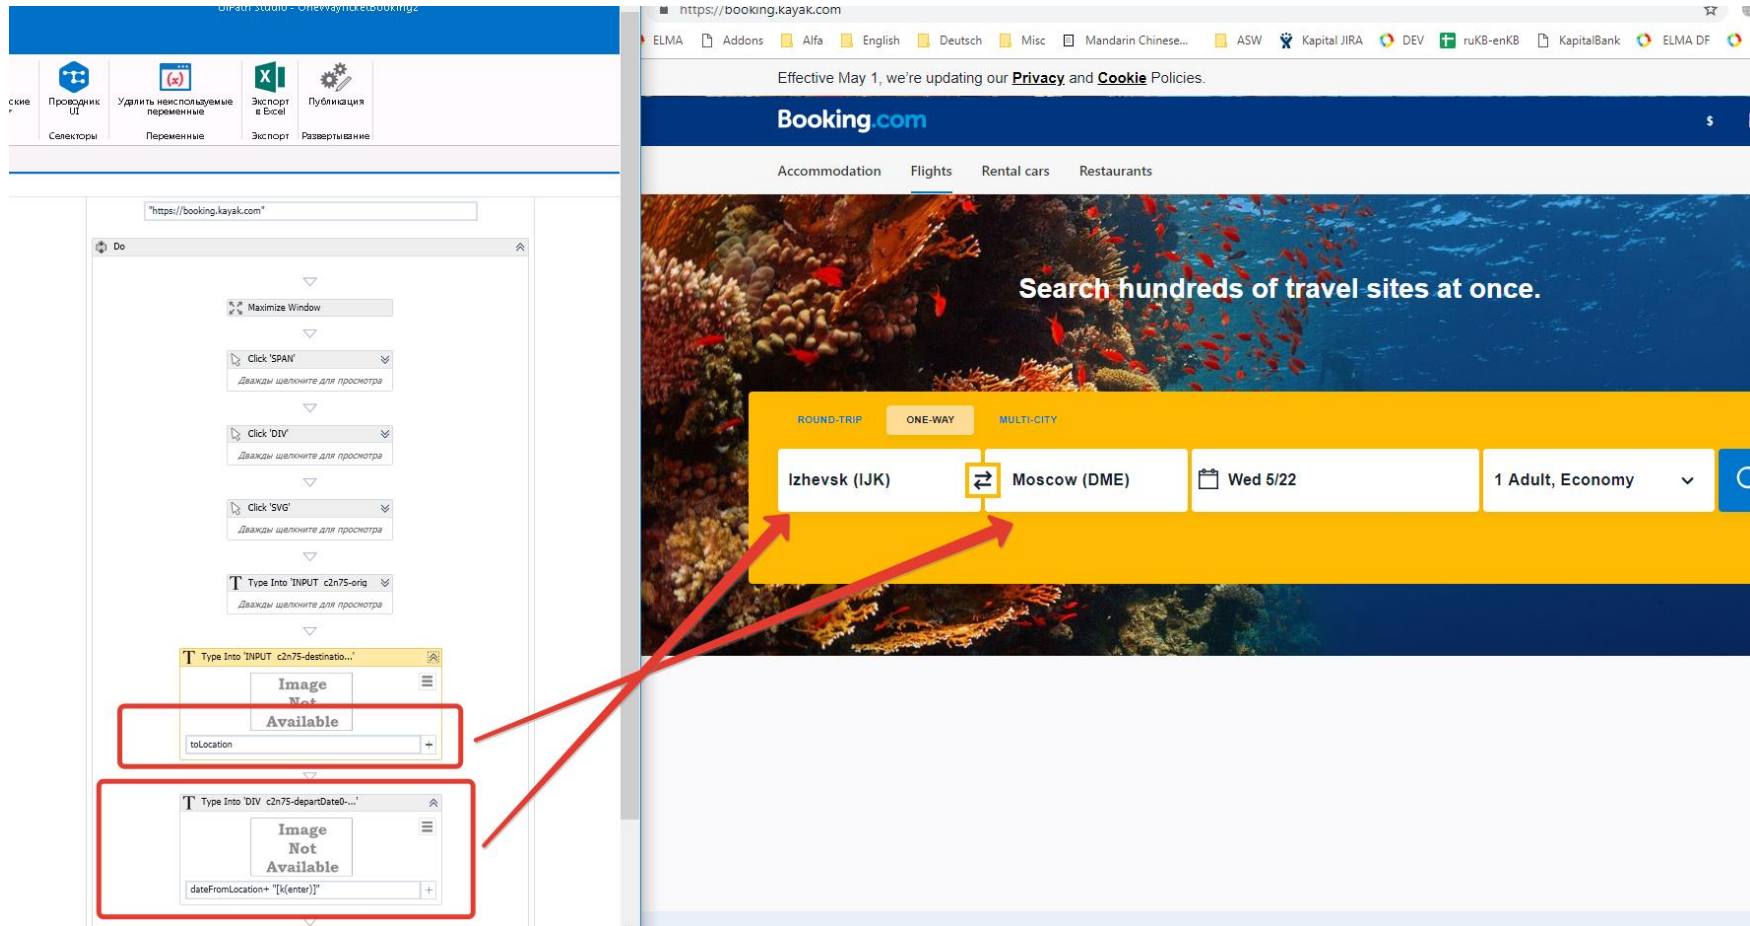 UiPath Studio - OneWayTicketBooking2
ские
Проводник
UI
Удалить неиспользуемые
переменные
Экспорт
в Excel
Публикация
Селекторы
Переменные
Экспорт
Развертывание
"https://booking.kayak.com"
Do
Maximize Window
Click 'SPAN'
Дважды щелкните для просмотра
Click 'DIV'
Дважды щелкните для просмотра
Click 'SVG'
Дважды щелкните для просмотра
Type Into 'INPUT c2n75-orig
Дважды щелкните для просмотра
Type Into 'INPUT c2n75-destinatio...'
Image
Not
Available
toLocation
Type Into 'DIV c2n75-departDate0-...'
Image
Not
Available
dateFromLocation+ "[k(enter)]"
https://booking.kayak.com
ELMA Addons Alfa English Deutsch Misc Mandarin Chinese... ASW Kapital JIRA DEV ruKB-enKB KapitalBank ELMA DF
Effective May 1, we're updating our Privacy and Cookie Policies.
Booking.com
$
Accommodation Flights Rental cars Restaurants
Search hundreds of travel sites at once.
ROUND-TRIP ONE-WAY MULTI-CITY
Izhevsk (IJK) Moscow (DME) Wed 5/22 1 Adult, Economy